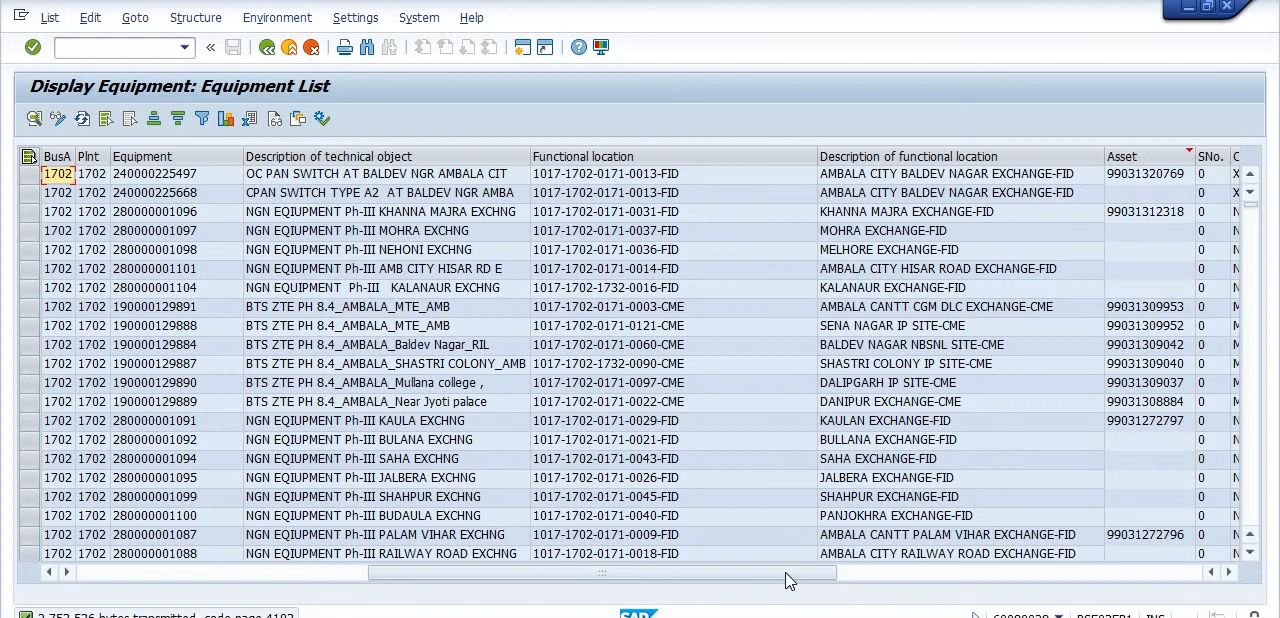 List Edit Goto Structure Environment Settings System Help
Display Equipment: Equipment List
BusA Plnt Equipment Description of technical object Functional location Description of functional location Asset SNo. C
1702 1702 240000225497 OC PAN SWITCH AT BALDEV NGR AMBALA CIT 1017-1702-0171-0013-FID AMBALA CITY BALDEV NAGAR EXCHANGE-FID 99031320769 0 X
1702 1702 240000225668 CPAN SWITCH TYPE A2 AT BALDEV NGR AMBA 1017-1702-0171-0013-FID AMBALA CITY BALDEV NAGAR EXCHANGE-FID 0 X
1702 1702 280000001096 NGN EQIUPMENT Ph-III KHANNA MAJRA EXCHNG 1017-1702-0171-0031-FID KHANNA MAJRA EXCHANGE-FID 99031312318 0 N
1702 1702 280000001097 NGN EQIUPMENT Ph-III MOHRA EXCHNG 1017-1702-0171-0037-FID MOHRA EXCHANGE-FID 0 N
1702 1702 280000001098 NGN EQIUPMENT Ph-III NEHONI EXCHNG 1017-1702-0171-0036-FID MELHORE EXCHANGE-FID 0 N
1702 1702 280000001101 NGN EQIUPMENT Ph-III AMB CITY HISAR RD E 1017-1702-0171-0014-FID AMBALA CITY HISAR ROAD EXCHANGE-FID 0 N
1702 1702 280000001104 NGN EQIUPMENT Ph-III KALANAUR EXCHNG 1017-1702-1732-0016-FID KALANAUR EXCHANGE-FID 0 N
1702 1702 190000129891 BTS ZTE PH 8.4_AMBALA_MTE_AMB 1017-1702-0171-0003-CME AMBALA CANTT CGM DLC EXCHANGE-CME 99031309953 0 M
1702 1702 190000129888 BTS ZTE PH 8.4_AMBALA_MTE_AMB 1017-1702-0171-0121-CME SENA NAGAR IP SITE-CME 99031309952 0 M
1702 1702 190000129884 BTS ZTE PH 8.4_AMBALA_Baldev Nagar_RIL 1017-1702-0171-0060-CME BALDEV NAGAR NBSNL SITE-CME 99031309042 0 M
1702 1702 190000129887 BTS ZTE PH 8.4_AMBALA_SHASTRI COLONY_AMB 1017-1702-1732-0090-CME SHASTRI COLONY IP SITE-CME 99031309040 0 M
1702 1702 190000129890 BTS ZTE PH 8.4_AMBALA_Mullana college , 1017-1702-0171-0097-CME DALIPGARH IP SITE-CME 99031309037 0 M
1702 1702 190000129889 BTS ZTE PH 8.4_AMBALA_Near Jyoti palace 1017-1702-0171-0022-CME DANIPUR EXCHANGE-CME 99031308884 0 M
1702 1702 280000001091 NGN EQIUPMENT Ph-III KAULA EXCHNG 1017-1702-0171-0029-FID KAULAN EXCHANGE-FID 99031272797 0 N
1702 1702 280000001092 NGN EQIUPMENT Ph-III BULANA EXCHNG 1017-1702-0171-0021-FID BULLANA EXCHANGE-FID 0 N
1702 1702 280000001094 NGN EQIUPMENT Ph-III SAHA EXCHNG 1017-1702-0171-0043-FID SAHA EXCHANGE-FID 0 N
1702 1702 280000001095 NGN EQIUPMENT Ph-III JALBERA EXCHNG 1017-1702-0171-0026-FID JALBERA EXCHANGE-FID 0 N
1702 1702 280000001099 NGN EQIUPMENT Ph-III SHAHPUR EXCHNG 1017-1702-0171-0045-FID SHAHPUR EXCHANGE-FID 0 N
1702 1702 280000001100 NGN EQIUPMENT Ph-III BUDAULA EXCHNG 1017-1702-0171-0040-FID PANJOKHRA EXCHANGE-FID 0 N
1702 1702 280000001087 NGN EQIUPMENT Ph-III PALAM VIHAR EXCHNG 1017-1702-0171-0009-FID AMBALA CANTT PALAM VIHAR EXCHANGE-FID 99031272796 0 N
1702 1702 280000001088 NGN EQIUPMENT Ph-III RAILWAY ROAD EXCHNG 1017-1702-0171-0018-FID AMBALA CITY RAILWAY ROAD EXCHANGE-FID 0 N
bytes transmitted, code page SAP INS